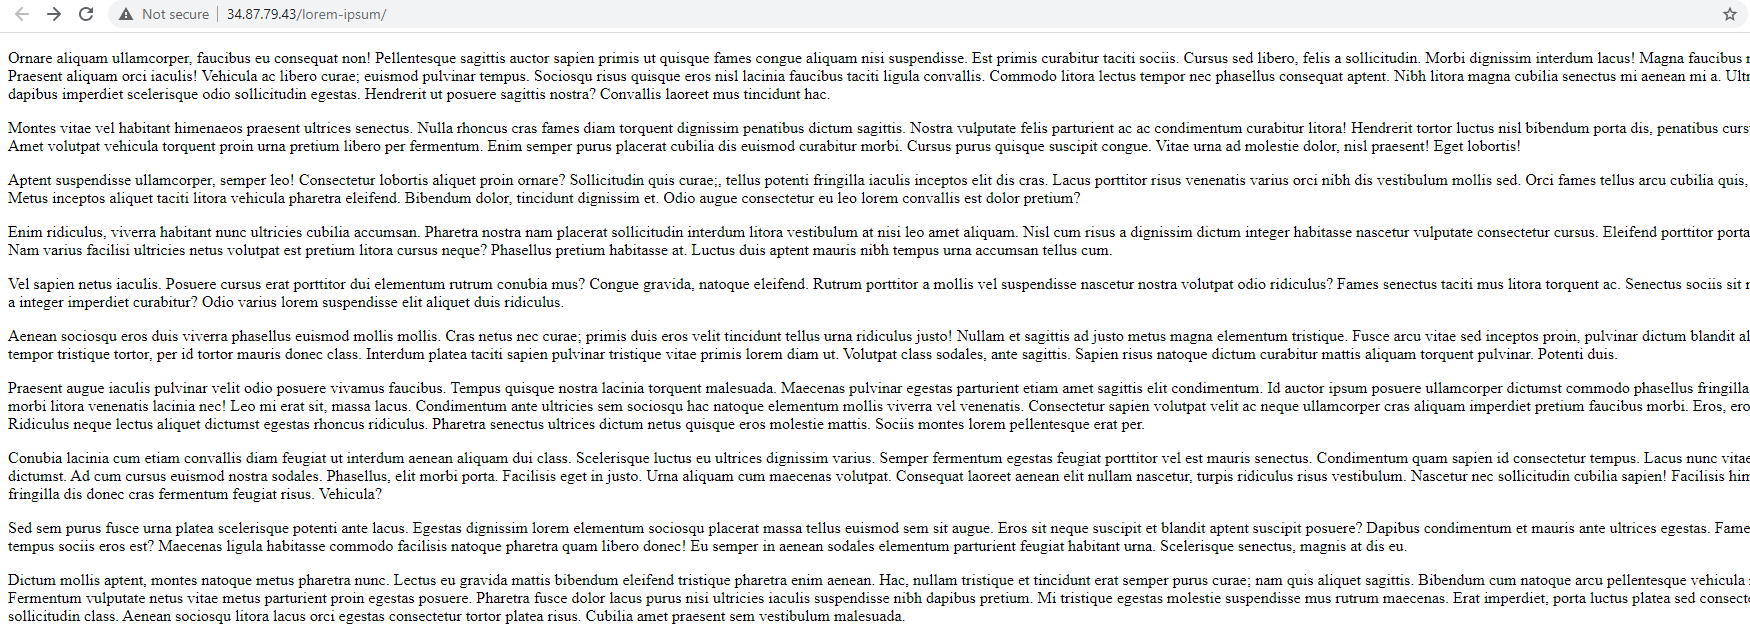 Not secure 34.87.79.43/lorem-ipsum/
Ornare aliquam ullamcorper, faucibus eu consequat non! Pellentesque sagittis auctor sapien primis ut quisque fames congue aliquam nisi suspendisse. Est primis curabitur taciti sociis. Cursus sed libero, felis a sollicitudin. Morbi dignissim interdum lacus! Magna faucibus
Praesent aliquam orci iaculis! Vehicula ac libero curae; euismod pulvinar tempus. Sociosqu risus quisque eros nisl lacinia faucibus taciti ligula convallis. Commodo litora lectus tempor nec phasellus consequat aptent. Nibh litora magna cubilia senectus mi aenean mi a.
dapibus imperdiet scelerisque odio sollicitudin egestas. Hendrerit ut posuere sagittis nostra? Convallis laoreet mus tincidunt hac.
Montes vitae vel habitant himenaeos praesent ultrices senectus. Nulla rhoncus cras fames diam torquent dignissim penatibus dictum sagittis. Nostra vulputate felis parturient ac ac condimentum curabitur litora! Hendrerit tortor luctus nisl bibendum porta dis, penatibus
Amet volutpat vehicula torquent proin urna pretium libero per fermentum. Enim semper purus placerat cubilia dis euismod curabitur morbi. Cursus purus quisque suscipit congue. Vitae urna ad molestie dolor, nisl praesent! Eget lobortis!
Aptent suspendisse ullamcorper, semper leo! Consectetur lobortis aliquet proin ornare? Sollicitudin quis curae;, tellus potenti fringilla iaculis inceptos elit dis cras. Lacus porttitor risus venenatis varius orci nibh dis vestibulum mollis sed. Orci fames tellus arcu cubilia quis,
Metus inceptos aliquet taciti litora vehicula pharetra eleifend. Bibendum dolor, tincidunt dignissim et. Odio augue consectetur eu leo lorem convallis est dolor pretium?
Enim ridiculus, viverra habitant nunc ultricies cubilia accumsan. Pharetra nostra nam placerat sollicitudin interdum litora vestibulum at nisi leo amet aliquam. Nisl cum risus a dignissim dictum integer habitasse nascetur vulputate consectetur cursus. Eleifend porttitor porta
Nam varius facilisi ultricies netus volutpat est pretium litora cursus neque? Phasellus pretium habitasse at. Luctus duis aptent mauris nibh tempus urna accumsan tellus cum.
Vel sapien netus iaculis. Posuere cursus erat porttitor dui elementum rutrum conubia mus? Congue gravida, natoque eleifend. Rutrum porttitor a mollis vel suspendisse nascetur nostra volutpat odio ridiculus? Fames senectus taciti mus litora torquent ac. Senectus sociis sit
a integer imperdiet curabitur? Odio varius lorem suspendisse elit aliquet duis ridiculus.
Aenean sociosqu eros duis viverra phasellus euismod mollis mollis. Cras netus nec curae; primis duis eros velit tincidunt tellus urna ridiculus justo! Nullam et sagittis ad justo metus magna elementum tristique. Fusce arcu vitae sed inceptos proin, pulvinar dictum blandit
tempor tristique tortor, per id tortor mauris donec class. Interdum platea taciti sapien pulvinar tristique vitae primis lorem diam ut. Volutpat class sodales, ante sagittis. Sapien risus natoque dictum curabitur mattis aliquam torquent pulvinar. Potenti duis.
Praesent augue iaculis pulvinar velit odio posuere vivamus faucibus. Tempus quisque nostra lacinia torquent malesuada. Maecenas pulvinar egestas parturient etiam amet sagittis elit condimentum. Id auctor ipsum posuere ullamcorper dictumst commodo phasellus fringilla
morbi litora venenatis lacinia nec! Leo mi erat sit, massa lacus. Condimentum ante ultricies sem sociosqu hac natoque elementum mollis viverra vel venenatis. Consectetur sapien volutpat velit ac neque ullamcorper cras aliquam imperdiet pretium faucibus morbi. Eros,
Ridiculus neque lectus aliquet dictumst egestas rhoncus ridiculus. Pharetra senectus ultrices dictum netus quisque eros molestie mattis. Sociis montes lorem pellentesque erat per.
Conubia lacinia cum etiam convallis diam feugiat ut interdum aenean aliquam dui class. Scelerisque luctus eu ultrices dignissim varius. Semper fermentum egestas feugiat porttitor vel est mauris senectus. Condimentum quam sapien id consectetur tempus. Lacus nunc vitae
dictumst. Ad cum cursus euismod nostra sodales. Phasellus, elit morbi porta. Facilisis eget in justo. Urna aliquam cum maecenas volutpat. Consequat laoreet aenean elit nullam nascetur, turpis ridiculus risus vestibulum. Nascetur nec sollicitudin cubilia sapien! Facilisis
fringilla dis donec cras fermentum feugiat risus. Vehicula?
Sed sem purus fusce urna platea scelerisque potenti ante lacus. Egestas dignissim lorem elementum sociosqu placerat massa tellus euismod sem sit augue. Eros sit neque suscipit et blandit aptent suscipit posuere? Dapibus condimentum et mauris ante ultrices egestas. Fame
tempus sociis eros est? Maecenas ligula habitasse commodo facilisis natoque pharetra quam libero donec! Eu semper in aenean sodales elementum parturient feugiat habitant urna. Scelerisque senectus, magnis at dis eu.
Dictum mollis aptent, montes natoque metus pharetra nunc. Lectus eu gravida mattis bibendum eleifend tristique pharetra enim aenean. Hac, nullam tristique et tincidunt erat semper purus curae; nam quis aliquet sagittis. Bibendum cum natoque arcu pellentesque vehicula
Fermentum vulputate netus vitae metus parturient proin egestas posuere. Pharetra fusce dolor lacus purus nisi ultricies iaculis suspendisse nibh dapibus pretium. Mi tristique egestas molestie suspendisse mus rutrum maecenas. Erat imperdiet, porta luctus platea sed
sollicitudin class. Aenean sociosqu litora lacus orci egestas consectetur tortor platea risus. Cubilia amet praesent sem vestibulum malesuada.